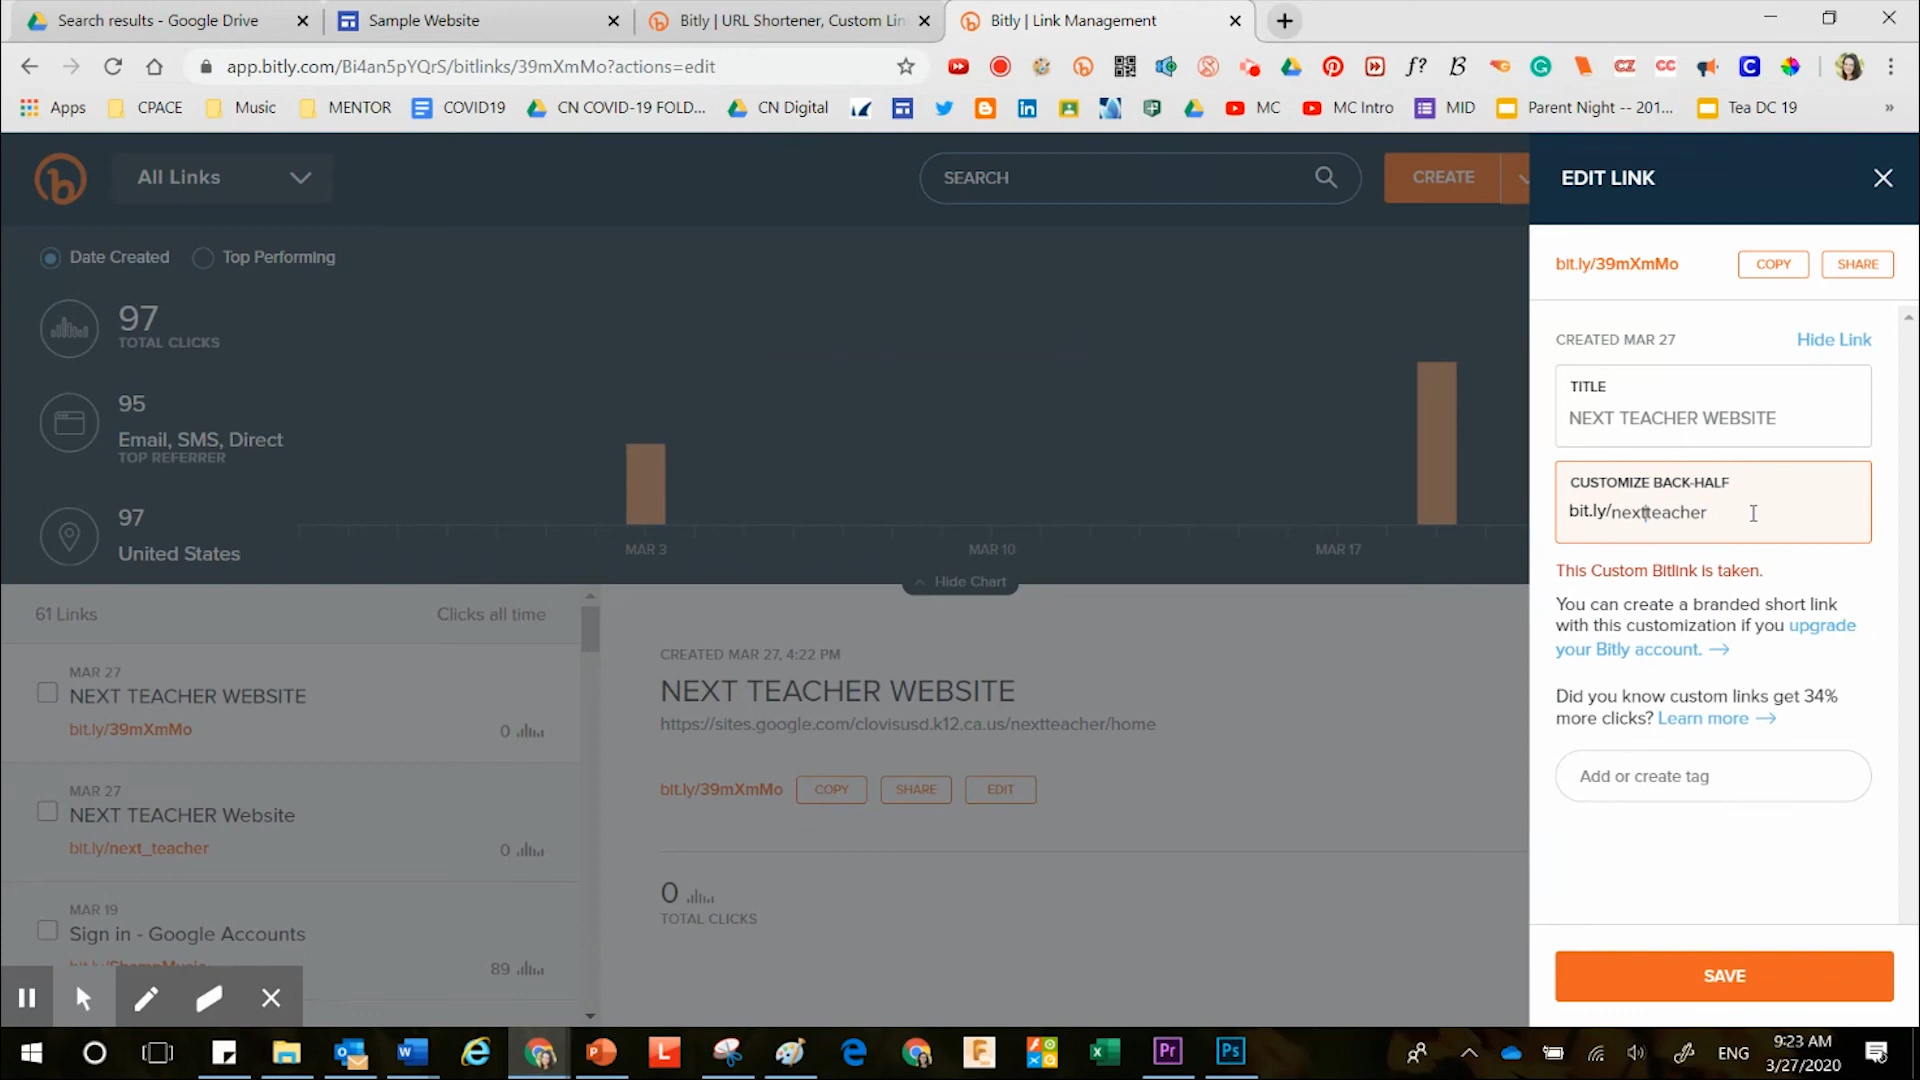 Search results - Google Drive
Sample Website
Bitly | URL Shortener, Custom Lin
Bitly | Link Management
app.bitly.com/Bi4an5pYQrS/bitlinks/39mXmMo?actions=edit
Apps
CPACE
Music
MENTOR
COVID19
CN COVID-19 FOLD...
CN Digital
MC
MC Intro
MID
Parent Night -- 201...
Tea DC 19
»
All Links
SEARCH
CREATE
EDIT LINK
Date Created
Top Performing
97
TOTAL CLICKS
95
Email, SMS, Direct
TOP REFERRER
97
United States
MAR 3
MAR 10
MAR 17
Hide Chart
bit.ly/39mXmMo
COPY
SHARE
CREATED MAR 27
Hide Link
TITLE
NEXT TEACHER WEBSITE
CUSTOMIZE BACK-HALF
bit.ly/nextteacher
This Custom Bitlink is taken.
You can create a branded short link
with this customization if you upgrade
your Bitly account. →
Did you know custom links get 34%
more clicks? Learn more →
Add or create tag
SAVE
61 Links
Clicks all time
MAR 27
NEXT TEACHER WEBSITE
bit.ly/39mXmMo
0
MAR 27
NEXT TEACHER Website
bit.ly/next_teacher
0
MAR 19
Sign in - Google Accounts
89
CREATED MAR 27, 4:22 PM
NEXT TEACHER WEBSITE
https://sites.google.com/clovisusd.k12.ca.us/nextteacher/home
bit.ly/39mXmMo
COPY
SHARE
EDIT
0
TOTAL CLICKS
ENG
9:23 AM
3/27/2020